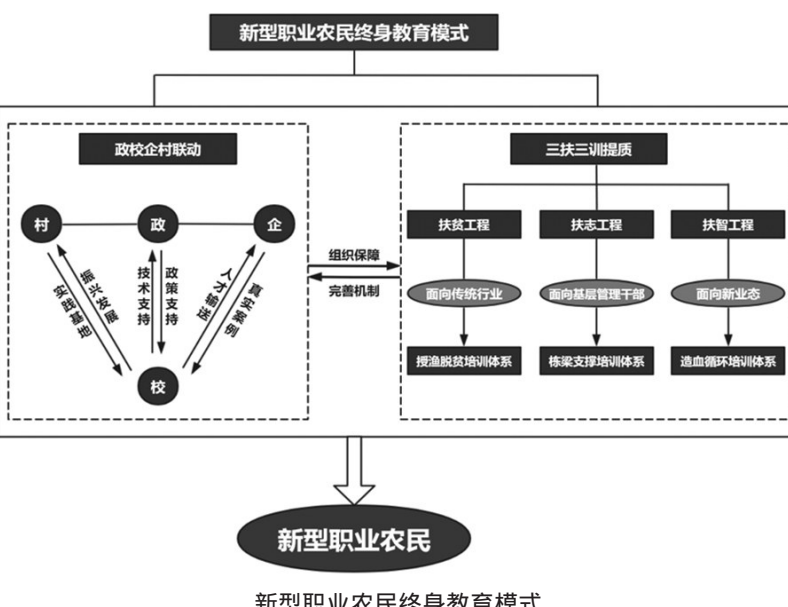 新型职业农民终身教育模式
政校企村联动
三扶三训提质
村
政
企
校
实践基地
振兴发展
技术支持
政策支持
人才输送
真实案例
组织保障
完善机制
扶贫工程
扶志工程
扶智工程
面向传统行业
面向基层管理干部
面向新业态
授渔脱贫培训体系
栋梁支撑培训体系
造血循环培训体系
新型职业农民
新型职业农民终身教育模式